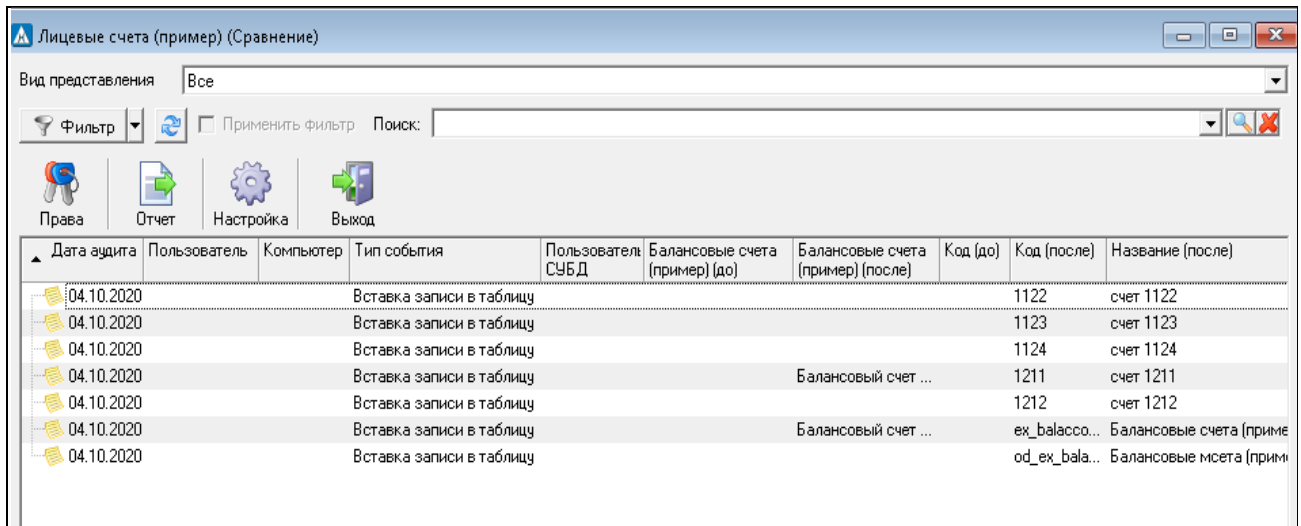 Лицевые счета (пример) (Сравнение)
Вид представления Все
Фильтр Применить фильтр Поиск:
Права Отчет Настройка Выход
Дата аудита Пользователь Компьютер Тип события Пользователь СУБД Балансовые счета (пример) (до) Балансовые счета (пример) (после) Код (до) Код (после) Название (после)
04.10.2020 Вставка записи в таблицу 1122 счет 1122
04.10.2020 Вставка записи в таблицу 1123 счет 1123
04.10.2020 Вставка записи в таблицу 1124 счет 1124
04.10.2020 Вставка записи в таблицу Балансовый счет ... 1211 счет 1211
04.10.2020 Вставка записи в таблицу 1212 счет 1212
04.10.2020 Вставка записи в таблицу Балансовый счет ... ex_balacco... Балансовые счета (приме
04.10.2020 Вставка записи в таблицу od_ex_bala... Балансовые мсета (прим